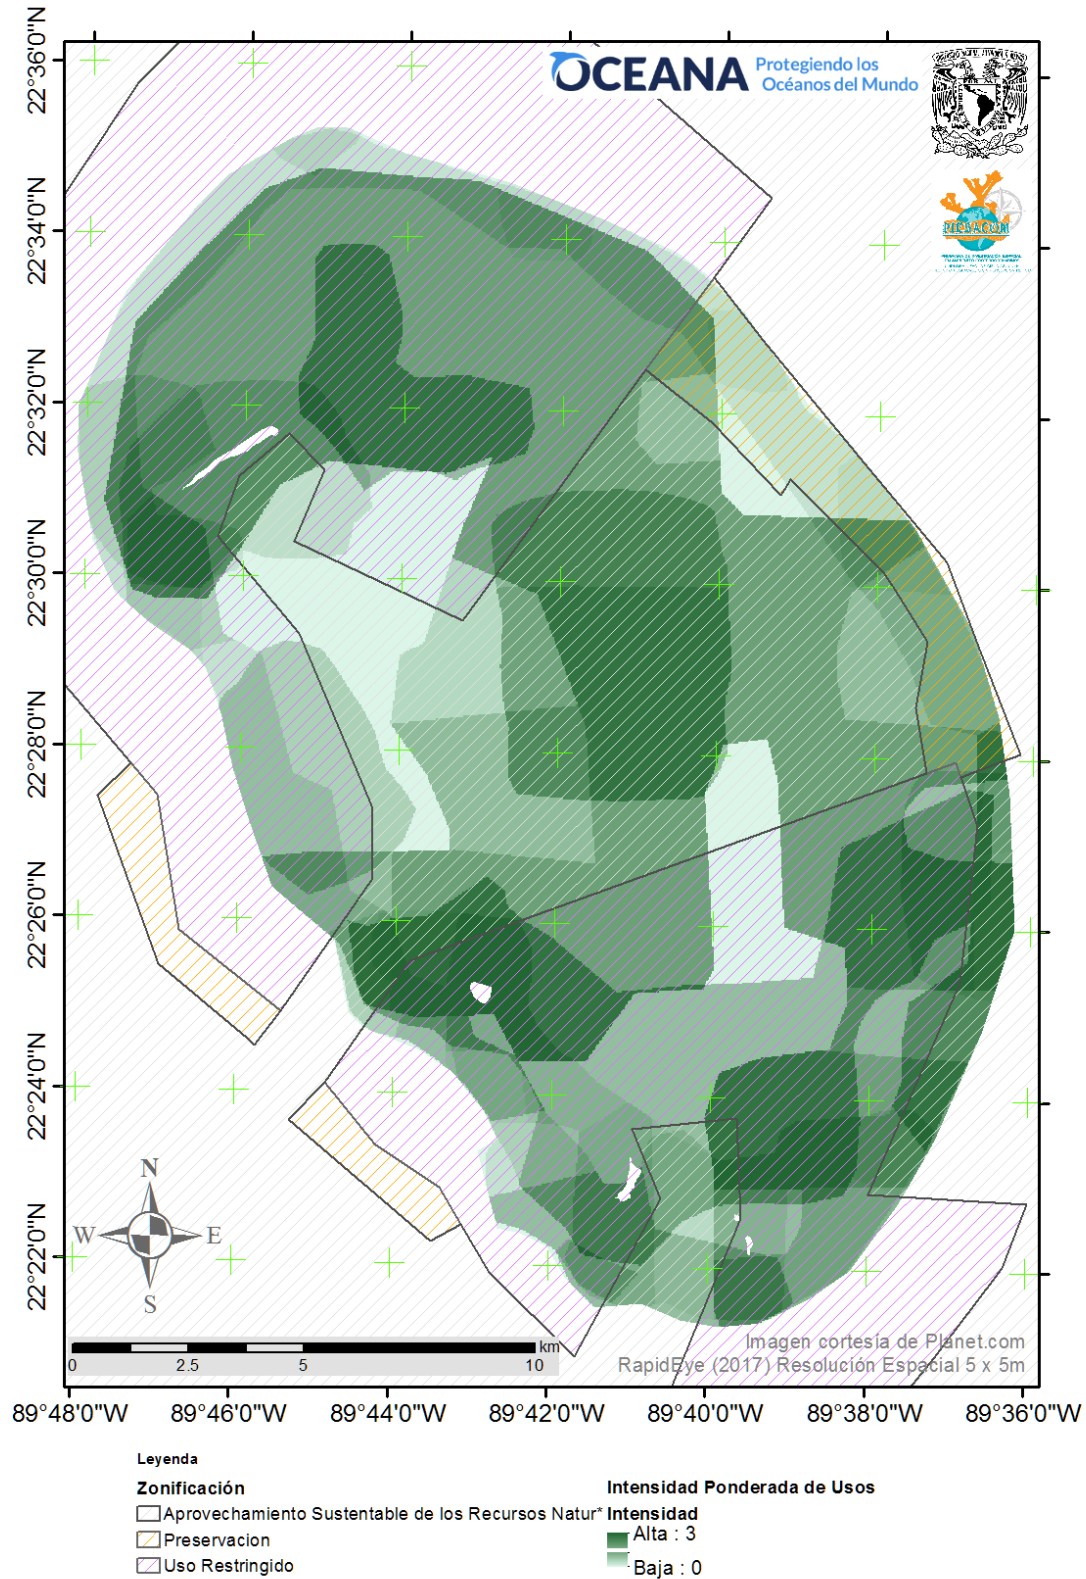 OCEANA
Protegiendo los
Océanos del Mundo
22°36'0"N
22°34'0"N
22°32'0"N
22°30'0"N
22°28'0"N
22°26'0"N
22°24'0"N
22°22'0"N
N
W
E
S
km
0
2.5
5
10
Imagen cortesía de Planet.com
RapidEye (2017) Resolución Espacial 5 x 5m
89°48'0"W
89°46'0"W
89°44'0"W
89°42'0"W
89°40'0"W
89°38'0"W
89°36'0"W
Leyenda
Zonificación
Aprovechamiento Sustentable de los Recursos Natur*
Preservacion
Uso Restringido
Intensidad Ponderada de Usos
Intensidad
Alta : 3
Baja : 0